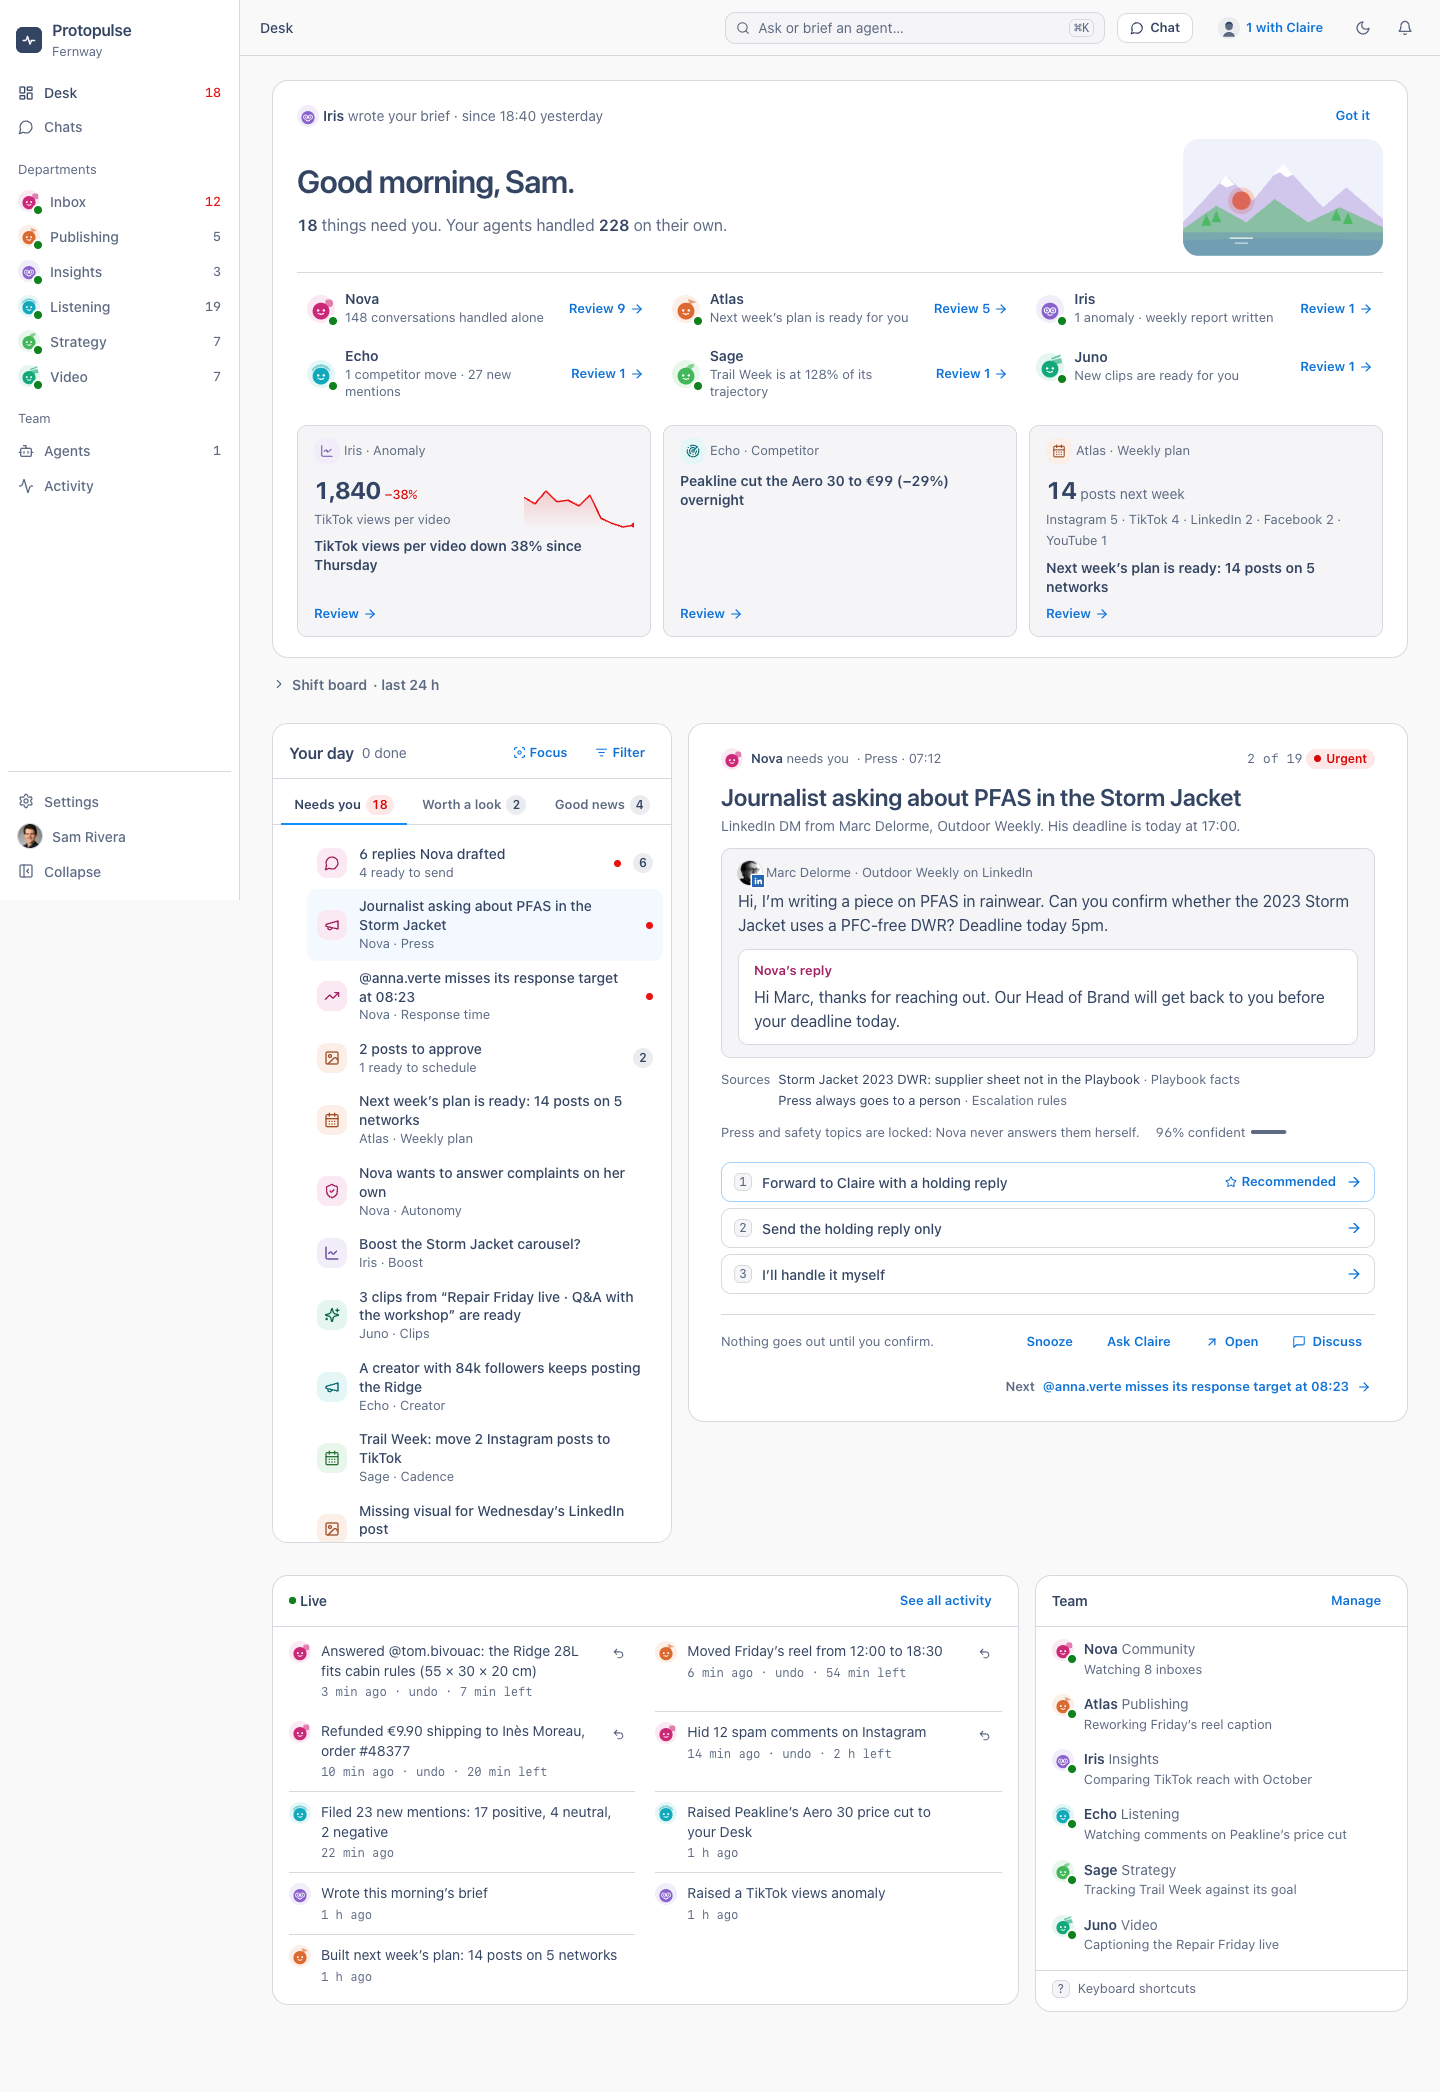 Protopulse
Fernway
Desk 18
Chats
Departments
Inbox 12
Publishing 5
Insights 3
Listening 19
Strategy 7
Video 7
Team
Agents 1
Activity
Settings
Sam Rivera
Collapse
Desk
Ask or brief an agent… ⌘K
Chat
1 with Claire
Iris wrote your brief · since 18:40 yesterday
Got it
Good morning, Sam.
18 things need you. Your agents handled 228 on their own.
Nova
148 conversations handled alone
Review 9
Atlas
Next week’s plan is ready for you
Review 5
Iris
1 anomaly · weekly report written
Review 1
Echo
1 competitor move · 27 new
mentions
Review 1
Sage
Trail Week is at 128% of its
trajectory
Review 1
Juno
New clips are ready for you
Review 1
Iris · Anomaly
1,840 −38%
TikTok views per video
TikTok views per video down 38% since
Thursday
Review
Echo · Competitor
Peakline cut the Aero 30 to €99 (−29%)
overnight
Review
Atlas · Weekly plan
14 posts next week
Instagram 5 · TikTok 4 · LinkedIn 2 · Facebook 2 ·
YouTube 1
Next week’s plan is ready: 14 posts on 5
networks
Review
Shift board · last 24 h
Your day 0 done
Focus
Filter
Needs you 18
Worth a look 2
Good news 4
6 replies Nova drafted
4 ready to send
6
Journalist asking about PFAS in the
Storm Jacket
Nova · Press
@anna.verte misses its response target
at 08:23
Nova · Response time
2 posts to approve
1 ready to schedule
2
Next week’s plan is ready: 14 posts on 5
networks
Atlas · Weekly plan
Nova wants to answer complaints on her
own
Nova · Autonomy
Boost the Storm Jacket carousel?
Iris · Boost
3 clips from “Repair Friday live · Q&A with
the workshop” are ready
Juno · Clips
A creator with 84k followers keeps posting
the Ridge
Echo · Creator
Trail Week: move 2 Instagram posts to
TikTok
Sage · Cadence
Missing visual for Wednesday’s LinkedIn
post
Nova needs you · Press · 07:12
2 of 19
Urgent
Journalist asking about PFAS in the Storm Jacket
LinkedIn DM from Marc Delorme, Outdoor Weekly. His deadline is today at 17:00.
in
Marc Delorme · Outdoor Weekly on LinkedIn
Hi, I’m writing a piece on PFAS in rainwear. Can you confirm whether the 2023 Storm
Jacket uses a PFC-free DWR? Deadline today 5pm.
Nova’s reply
Hi Marc, thanks for reaching out. Our Head of Brand will get back to you before
your deadline today.
Sources Storm Jacket 2023 DWR: supplier sheet not in the Playbook · Playbook facts
Press always goes to a person · Escalation rules
Press and safety topics are locked: Nova never answers them herself. 96% confident
1 Forward to Claire with a holding reply Recommended
2 Send the holding reply only
3 I’ll handle it myself
Nothing goes out until you confirm.
Snooze
Ask Claire
Open
Discuss
Next @anna.verte misses its response target at 08:23
Live
See all activity
Answered @tom.bivouac: the Ridge 28L
fits cabin rules (55 × 30 × 20 cm)
3 min ago · undo · 7 min left
Moved Friday’s reel from 12:00 to 18:30
6 min ago · undo · 54 min left
Refunded €9.90 shipping to Inès Moreau,
order #48377
10 min ago · undo · 20 min left
Hid 12 spam comments on Instagram
14 min ago · undo · 2 h left
Filed 23 new mentions: 17 positive, 4 neutral,
2 negative
22 min ago
Raised Peakline’s Aero 30 price cut to
your Desk
1 h ago
Wrote this morning’s brief
1 h ago
Raised a TikTok views anomaly
1 h ago
Built next week’s plan: 14 posts on 5 networks
1 h ago
Team
Manage
Nova Community
Watching 8 inboxes
Atlas Publishing
Reworking Friday’s reel caption
Iris Insights
Comparing TikTok reach with October
Echo Listening
Watching comments on Peakline’s price cut
Sage Strategy
Tracking Trail Week against its goal
Juno Video
Captioning the Repair Friday live
? Keyboard shortcuts